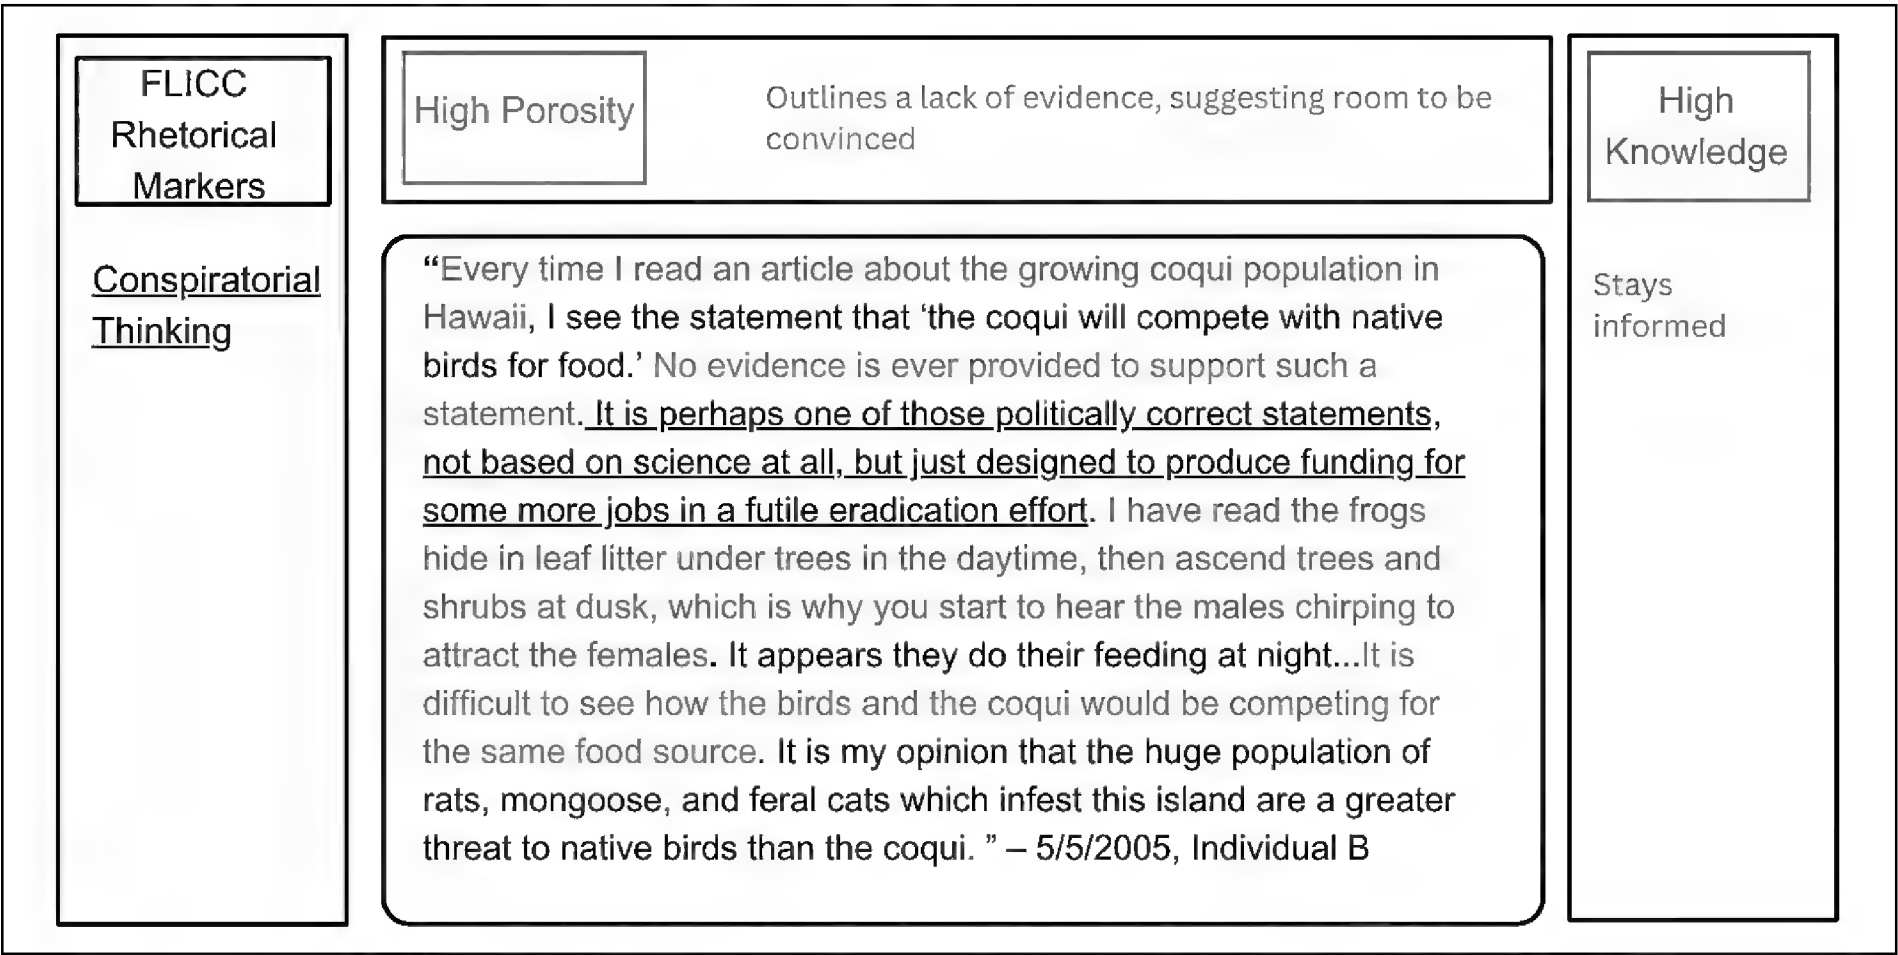 FLICC
Rhetorical
Markers
Conspiratorial
Thinking
High Porosity
Outlines a lack of evidence, suggesting room to be
convinced
“Every time I read an article about the growing coqui population in
Hawaii, I see the statement that ‘the coqui will compete with native
birds for food.’ No evidence is ever provided to support such a
statement. It is perhaps one of those politically correct statements,
not based on science at all, but just designed to produce funding for
some more jobs in a futile eradication effort. I have read the frogs
hide in leaf litter under trees in the daytime, then ascend trees and
shrubs at dusk, which is why you start to hear the males chirping to
attract the females. It appears they do their feeding at night...It is
difficult to see how the birds and the coqui would be competing for
the same food source. It is my opinion that the huge population of
rats, mongoose, and feral cats which infest this island are a greater
threat to native birds than the coqui. ” – 5/5/2005, Individual B
High
Knowledge
Stays
informed